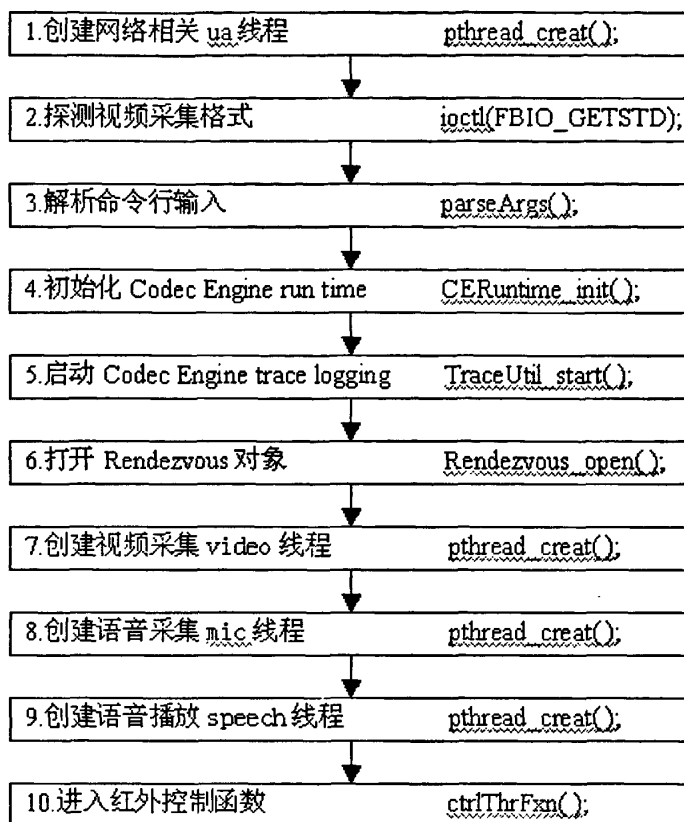 1.创建网络相关 ua 线程 pthread_creat();
2.探测视频采集格式 ioctl(FBIO_GETSTD);
3.解析命令行输入 parseArgs();
4.初始化 Codec Engine run time CERuntime_init();
5.启动 Codec Engine trace logging TraceUtil_start();
6.打开 Rendezvous 对象 Rendezvous_open();
7.创建视频采集 video 线程 pthread_creat();
8.创建语音采集 mic 线程 pthread_creat();
9.创建语音播放 speech 线程 pthread_creat();
10.进入红外控制函数 ctrlThrFxn();